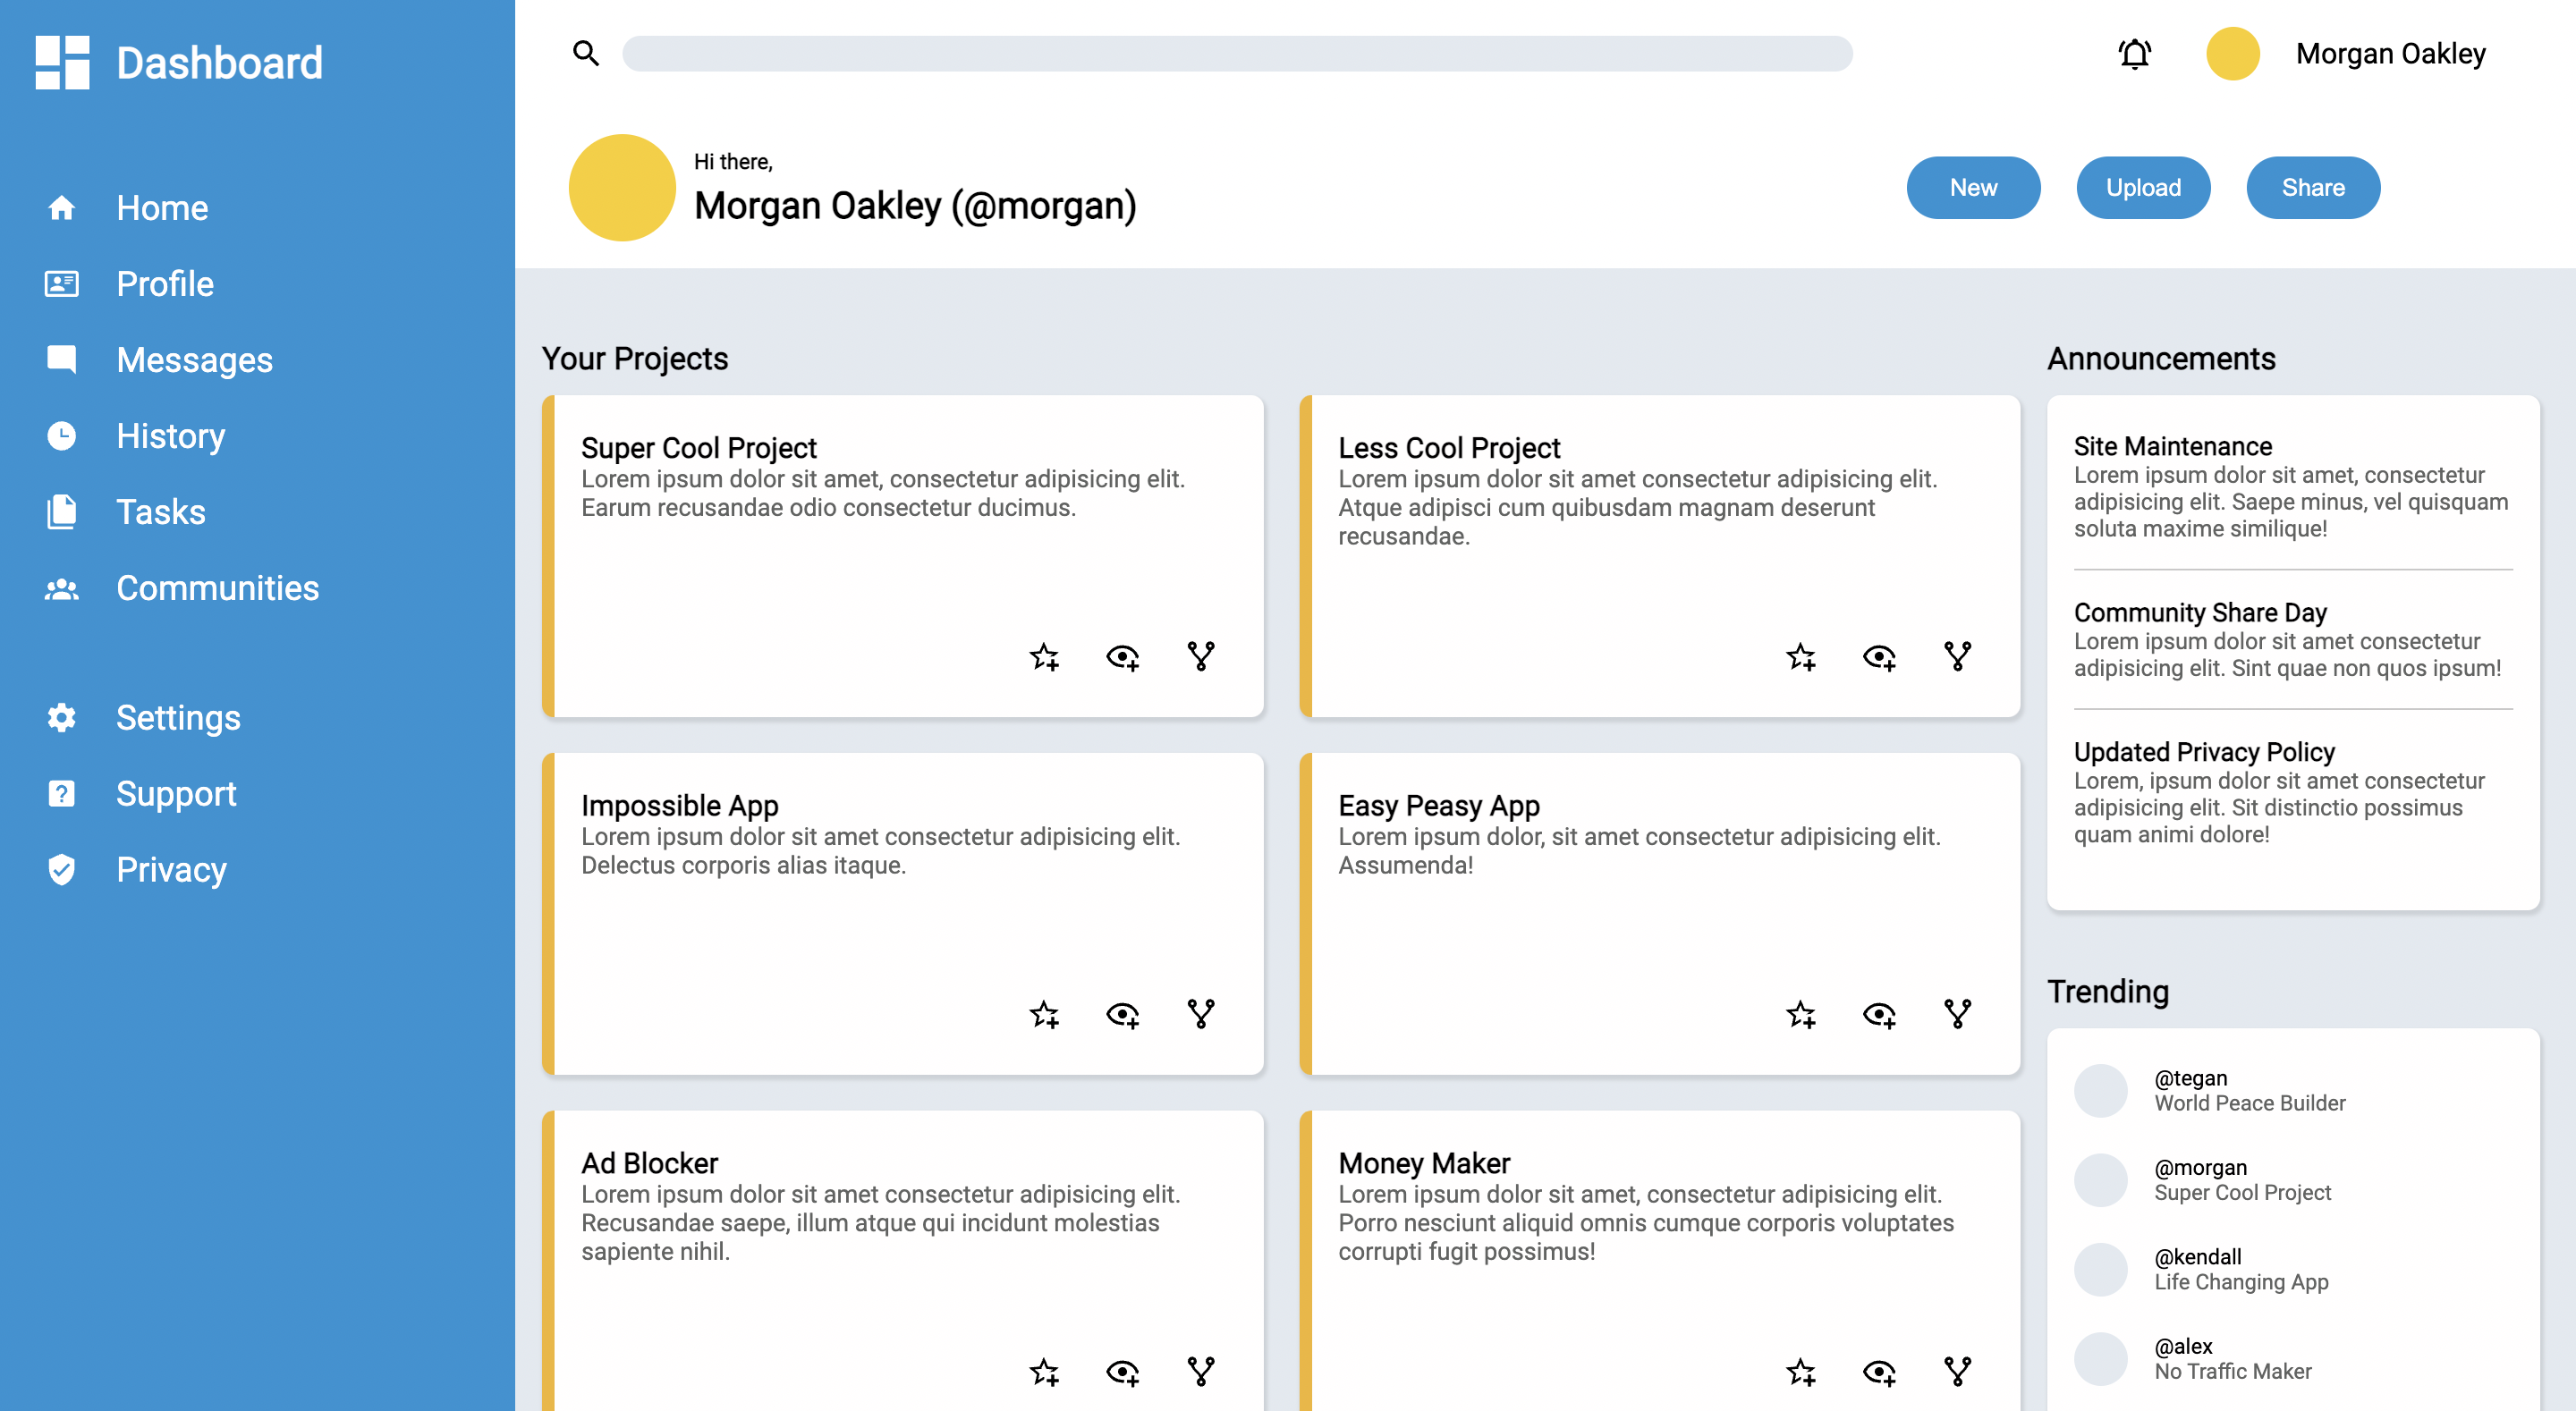 Dashboard
Home
Profile
Messages
History
Tasks
Communities
Settings
Support
Privacy
Morgan Oakley
Hi there,
Morgan Oakley (@morgan)
New
Upload
Share
Your Projects
Super Cool Project
Lorem ipsum dolor sit amet, consectetur adipisicing elit.
Earum recusandae odio consectetur ducimus.
Less Cool Project
Lorem ipsum dolor sit amet consectetur adipisicing elit.
Atque adipisci cum quibusdam magnam deserunt
recusandae.
Impossible App
Lorem ipsum dolor sit amet consectetur adipisicing elit.
Delectus corporis alias itaque.
Easy Peasy App
Lorem ipsum dolor, sit amet consectetur adipisicing elit.
Assumenda!
Ad Blocker
Lorem ipsum dolor sit amet consectetur adipisicing elit.
Recusandae saepe, illum atque qui incidunt molestias
sapiente nihil.
Money Maker
Lorem ipsum dolor sit amet, consectetur adipisicing elit.
Porro nesciunt aliquid omnis cumque corporis voluptates
corrupti fugit possimus!
Announcements
Site Maintenance
Lorem ipsum dolor sit amet, consectetur
adipisicing elit. Saepe minus, vel quisquam
soluta maxime similique!
Community Share Day
Lorem ipsum dolor sit amet consectetur
adipisicing elit. Sint quae non quos ipsum!
Updated Privacy Policy
Lorem, ipsum dolor sit amet consectetur
adipisicing elit. Sit distinctio possimus
quam animi dolore!
Trending
@tegan
World Peace Builder
@morgan
Super Cool Project
@kendall
Life Changing App
@alex
No Traffic Maker